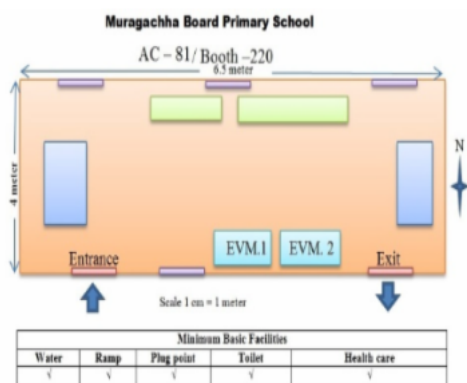 Muragachha Board Primary School
AC – 81/ Booth –220
6.5 meter
4 meter
N
EVM.1 EVM. 2
Entrance Exit
Scale 1 cm = 1 meter
Minimum Basic Facilities
Water Ramp Plug point Toilet Health care
√ √ √ √ √